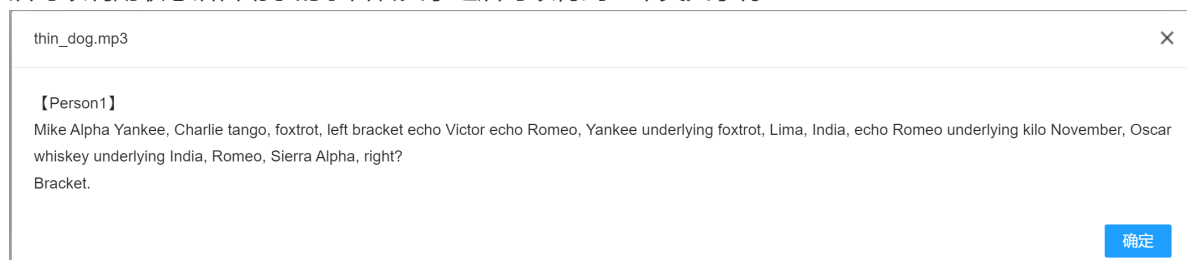 thin_dog.mp3
【Person1】
Mike Alpha Yankee, Charlie tango, foxtrot, left bracket echo Victor echo Romeo, Yankee underlying foxtrot, Lima, India, echo Romeo underlying kilo November, Oscar
whiskey underlying India, Romeo, Sierra Alpha, right?
Bracket.
确定